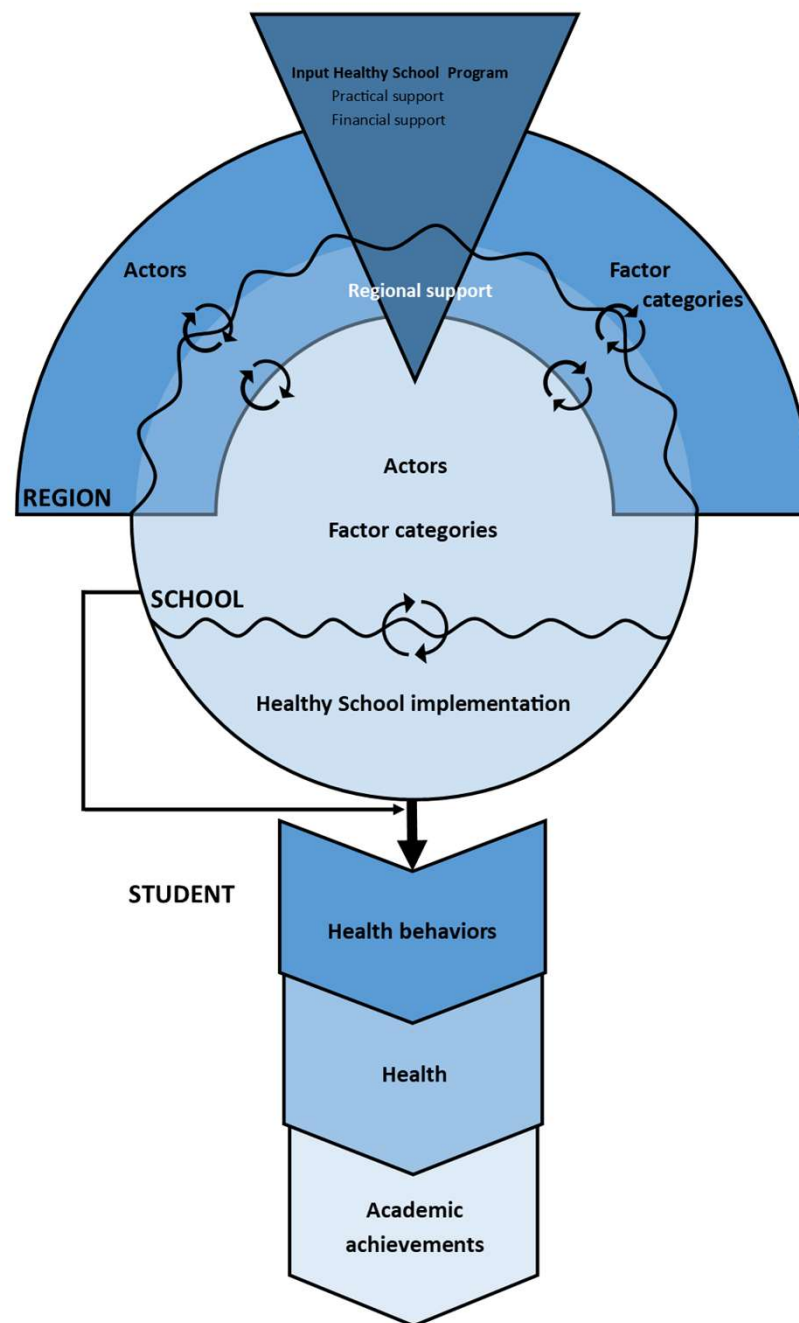 Input Healthy School Program
Practical support
Financial support
Actors
Factor
categories
Regional support
REGION
Actors
Factor categories
SCHOOL
Healthy School implementation
STUDENT
Health behaviors
Health
Academic
achievements